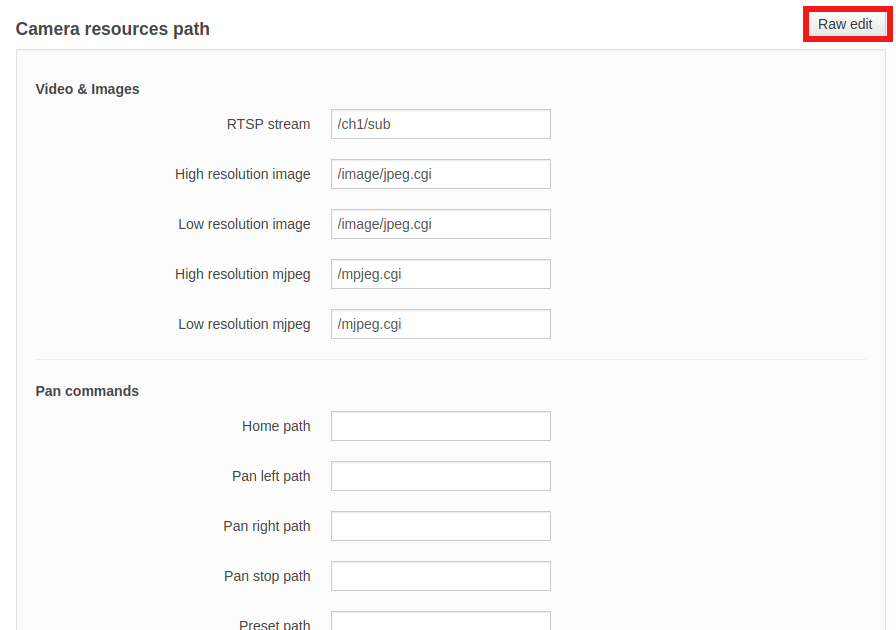 Camera resources path
Raw edit
Video & Images
RTSP stream /ch1/sub
High resolution image /image/jpeg.cgi
Low resolution image /image/jpeg.cgi
High resolution mjpeg /mpjeg.cgi
Low resolution mjpeg /mjpeg.cgi
Pan commands
Home path
Pan left path
Pan right path
Pan stop path
Preset path